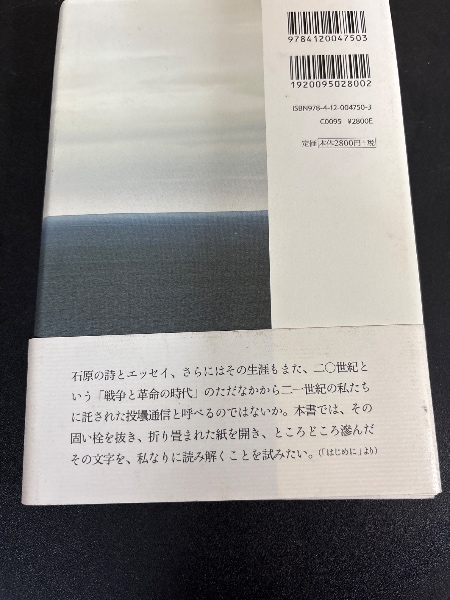 9784120047503
1920095028002
ISBN978-4-12-004750-3
C0095 ¥2800E
定価 本体2800円+税
石原の詩とエッセイ、さらにはその生涯もまた、二〇世紀と
いう「戦争と革命の時代」のただなかから二一世紀の私たち
に託された投壜通信と呼べるのではないか。本書では、その
固い栓を抜き、折り畳まれた紙を開き、ところどころ滲んだ
その文字を、私なりに読み解くことを試みたい。(「はじめに」より)